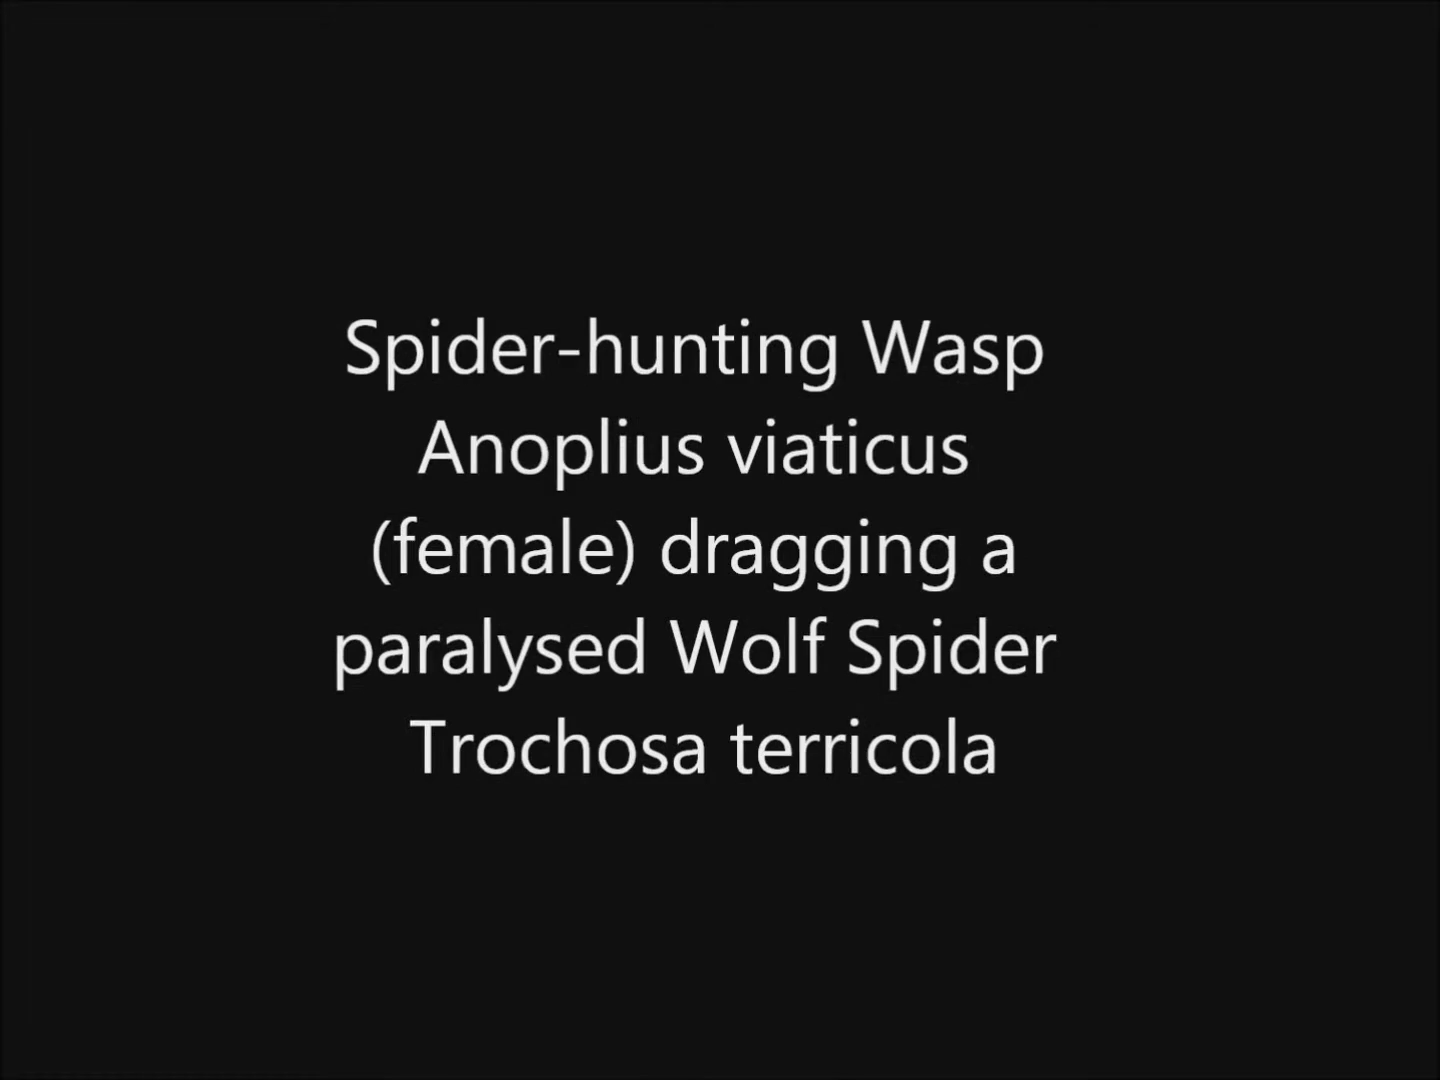 Spider-hunting Wasp
Anoplius viaticus
(female) dragging a
paralysed Wolf Spider
Trochosa terricola